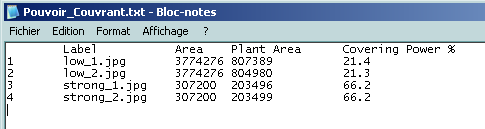 Pouvoir_Couvrant.txt - Bloc-notes
Fichier Edition Format Affichage ?
Label Area Plant Area Covering Power %
1 low_1.jpg 3774276 807389 21.4
2 low_2.jpg 3774276 804980 21.3
3 strong_1.jpg 307200 203496 66.2
4 strong_2.jpg 307200 203499 66.2